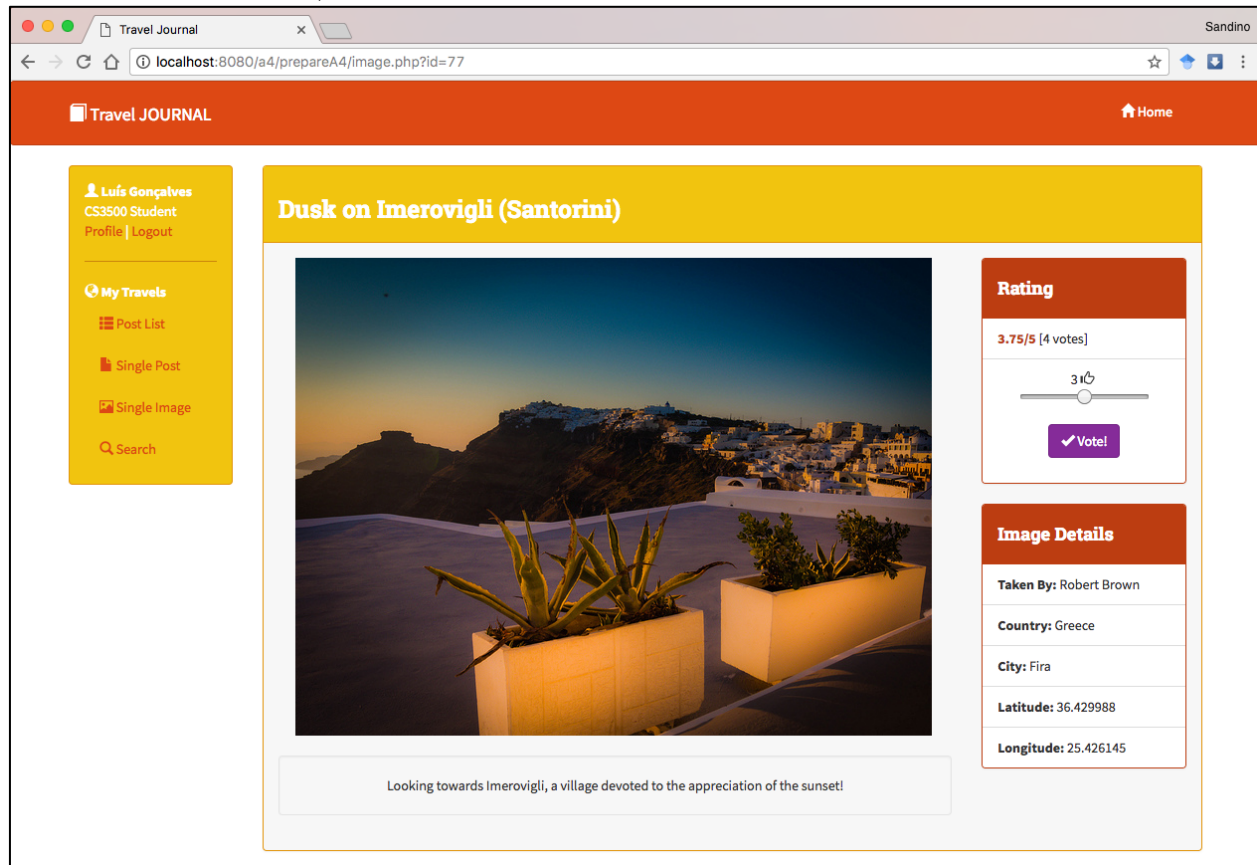 Travel Journal
Sandino
localhost:8080/a4/prepareA4/image.php?id=77
Travel JOURNAL
Home
Luís Gonçalves
CS3500 Student
Profile | Logout
My Travels
Post List
Single Post
Single Image
Search
Dusk on Imerovigli (Santorini)
Looking towards Imerovigli, a village devoted to the appreciation of the sunset!
Rating
3.75/5 [4 votes]
3
Vote!
Image Details
Taken By: Robert Brown
Country: Greece
City: Fira
Latitude: 36.429988
Longitude: 25.426145